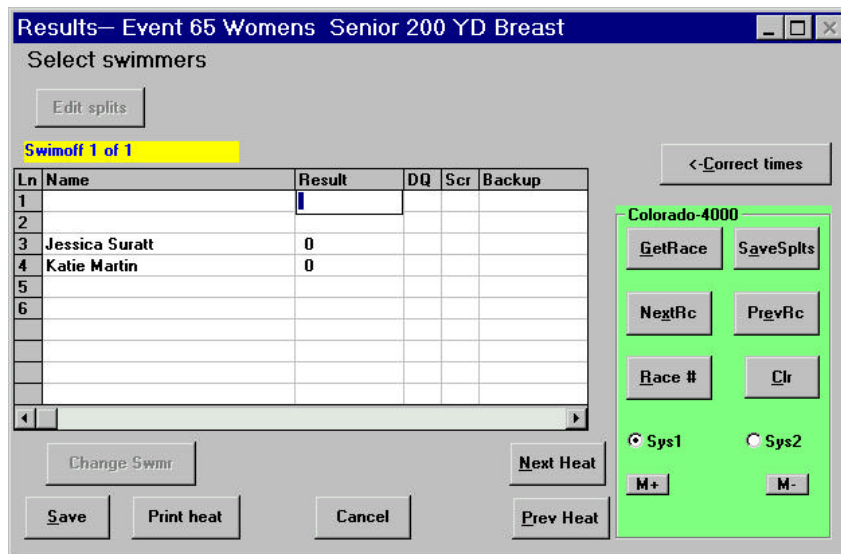 Results— Event 65 Womens Senior 200 YD Breast
Select swimmers
Edit splits
Swimoff 1 of 1
<-Correct times
Ln Name Result DQ Scr Backup
1
2
3 Jessica Suratt 0
4 Katie Martin 0
5
6
Colorado-4000
GetRace SaveSplts
NextRc PrevRc
Race # Clr
Sys1 Sys2
M+ M-
Change Swmr Next Heat
Save Print heat Cancel Prev Heat